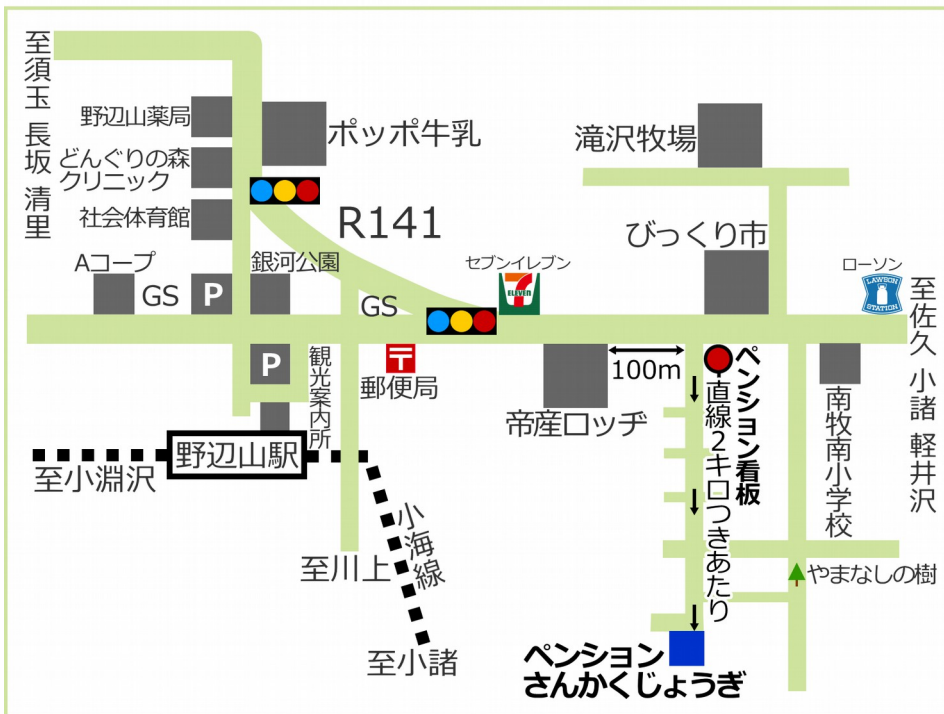 至須玉 長坂 清里
野辺山薬局
ポッポ牛乳
どんぐりの森
クリニック
社会体育館
R141
滝沢牧場
びっくり市
Aコープ
GS
P
銀河公園
GS
セブンイレブン
ELEVEN
ローソン
LAWSON
STATION
至佐久 小諸 軽井沢
P
観光案内所
〒
郵便局
帝産ロッヂ
100m
ペンション看板
直線2キロつきあたり
南牧南小学校
野辺山駅
至小淵沢
小海線
至川上
至小諸
やまなしの樹
ペンション
さんかくじょうぎ